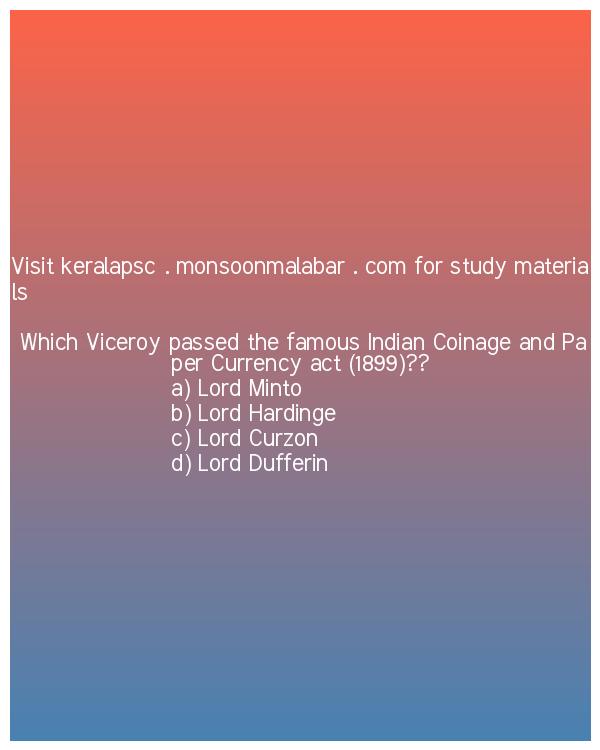 Visit keralapsc . monsoonmalabar . com for study materia
ls
Which Viceroy passed the famous Indian Coinage and Pa
per Currency act (1899)??
a) Lord Minto
b) Lord Hardinge
c) Lord Curzon
d) Lord Dufferin